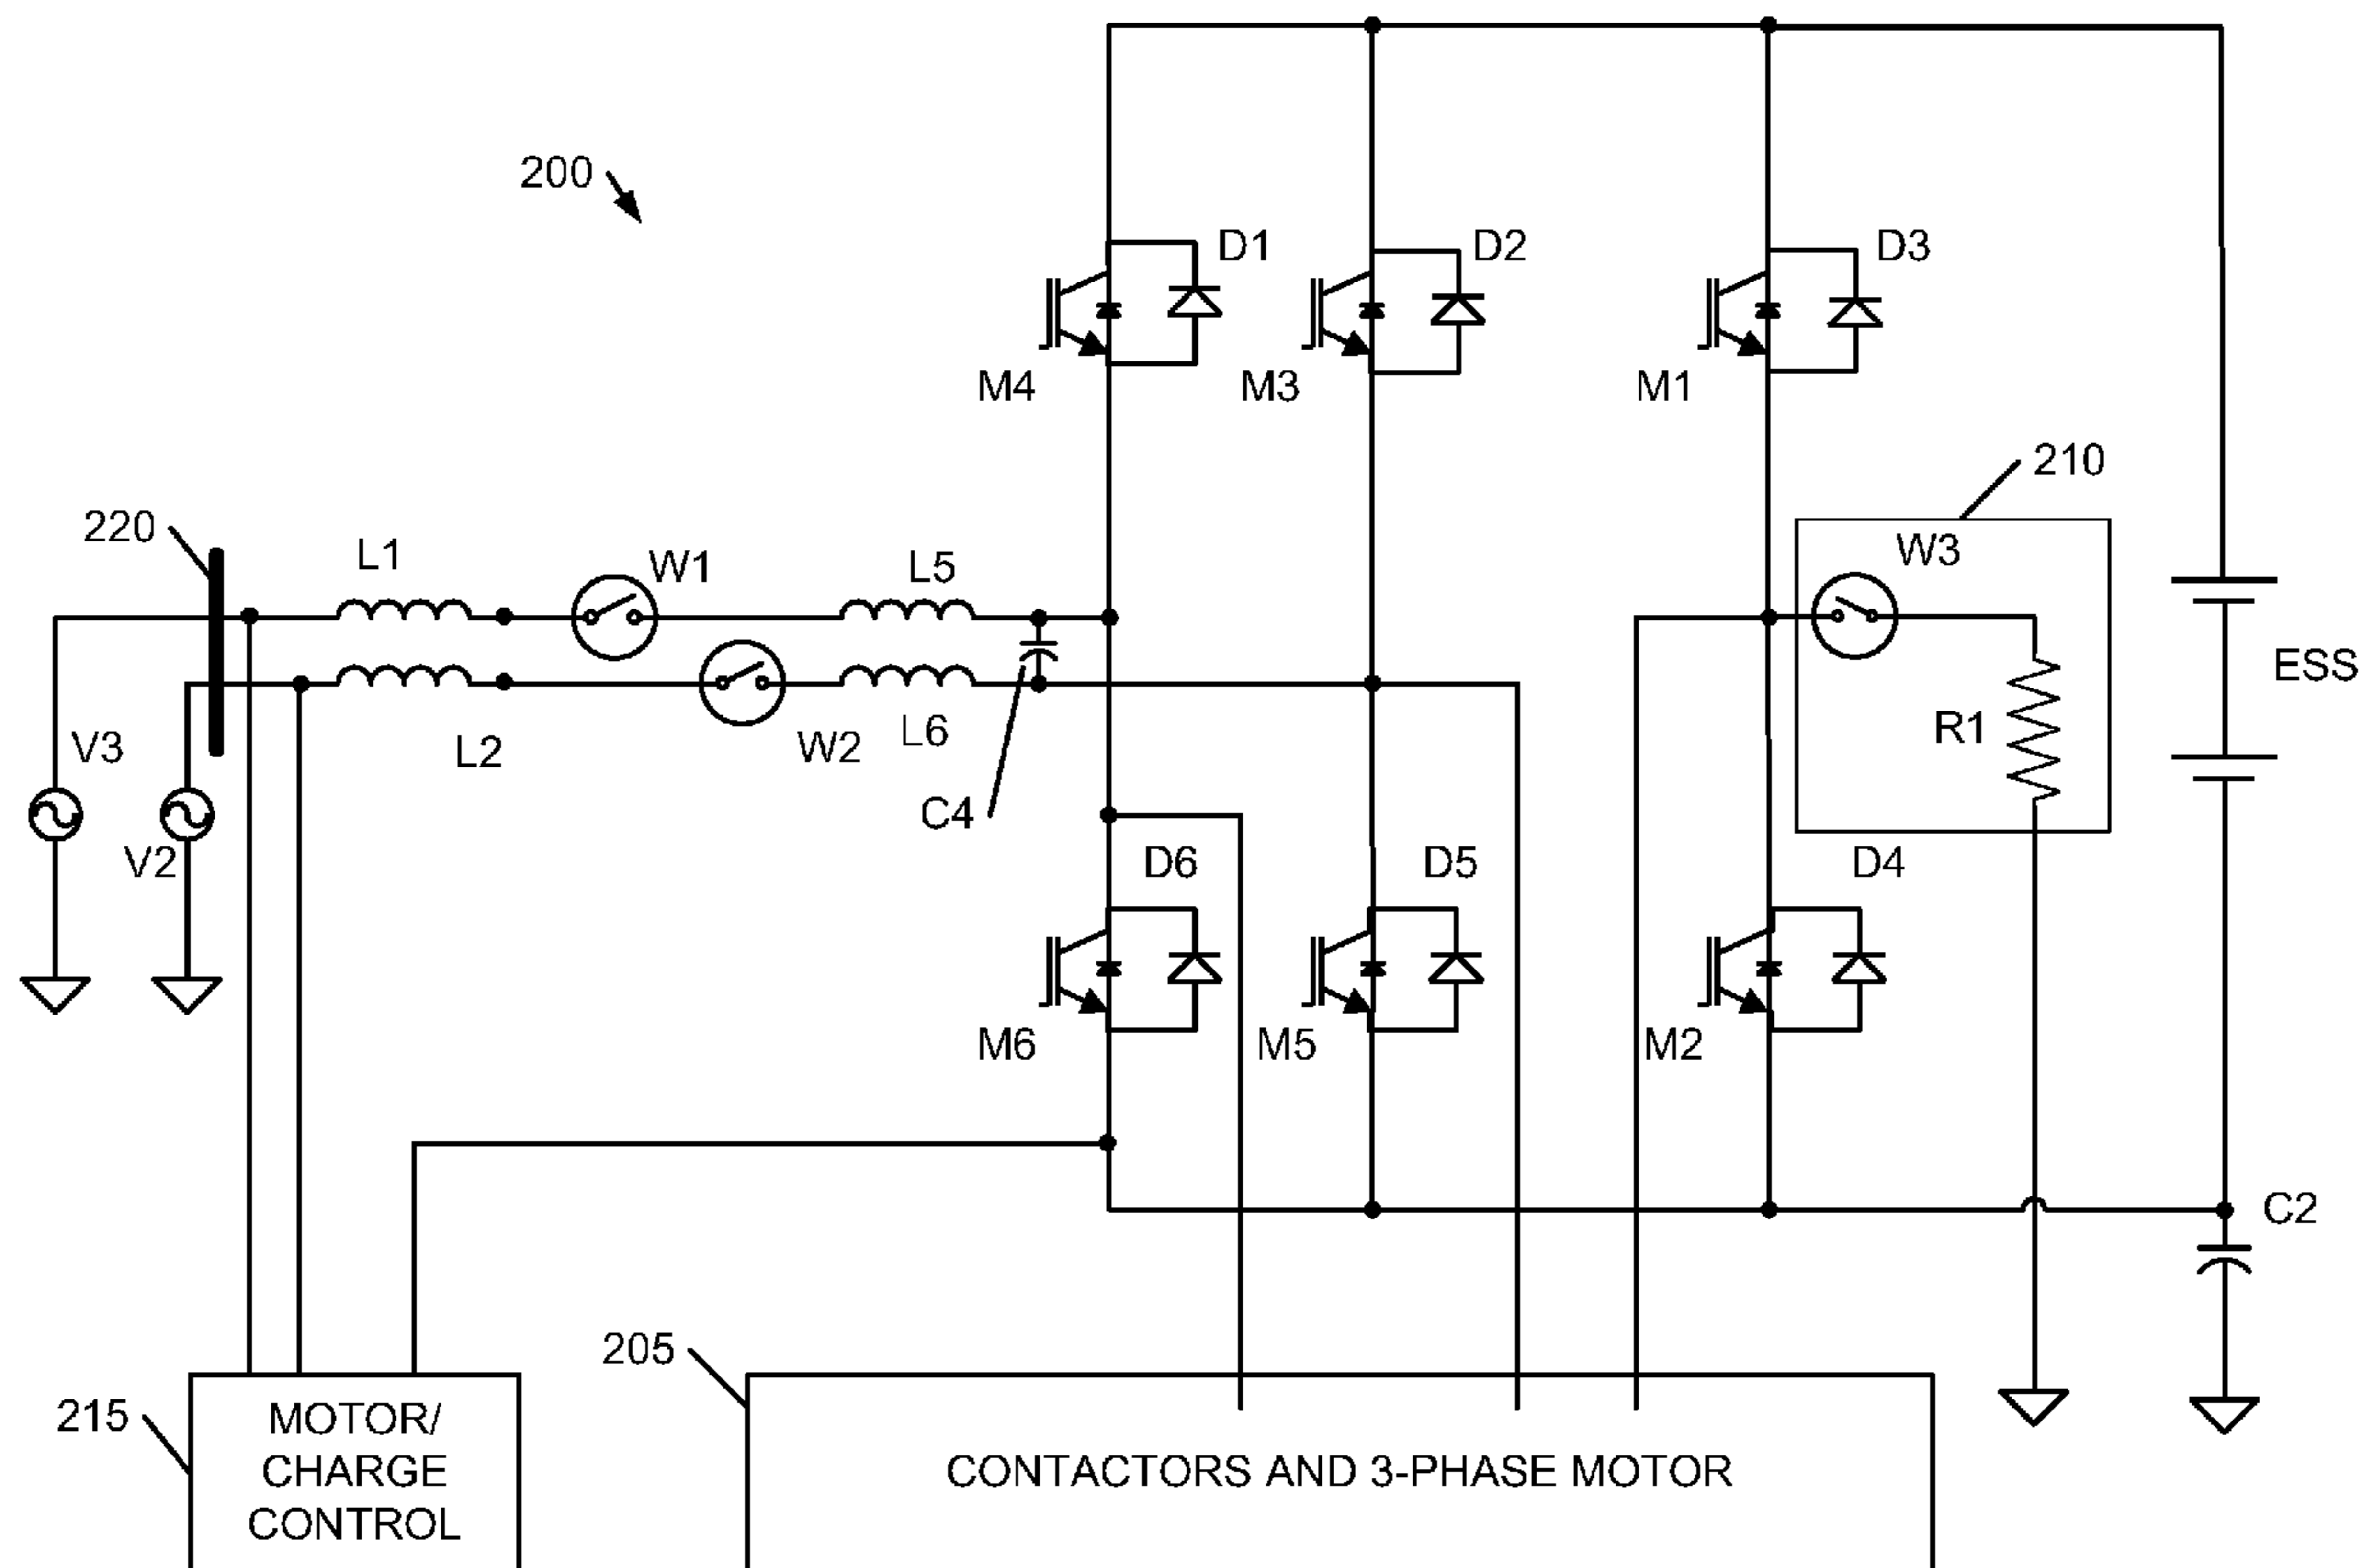 200
D1
D2
D3
M4
M3
M1
210
220
L1
W1
L5
W3
ESS
V3
L2
W2
L6
R1
C4
V2
D6
D5
D4
M6
M5
M2
C2
205
215
MOTOR/
CHARGE
CONTROL
CONTACTORS AND 3-PHASE MOTOR